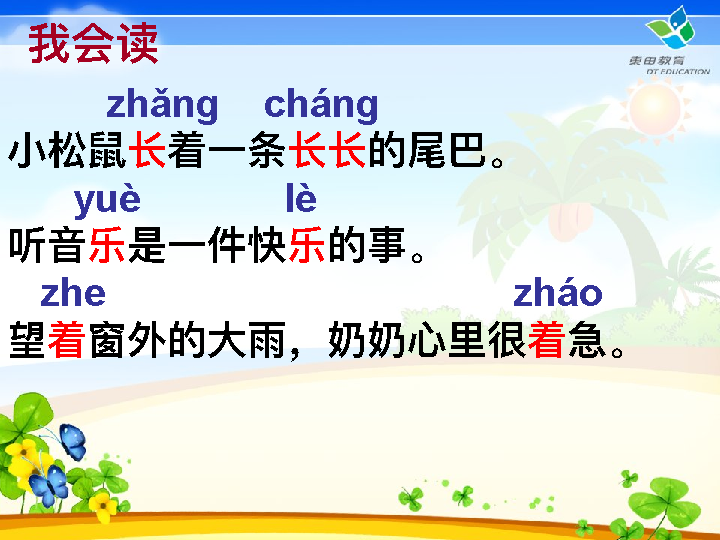 我会读
奥田教育
DT EDUCATION
zhǎng cháng
小松鼠长着一条长长的尾巴。
yuè lè
听音乐是一件快乐的事。
zhe zháo
望着窗外的大雨，奶奶心里很着急。